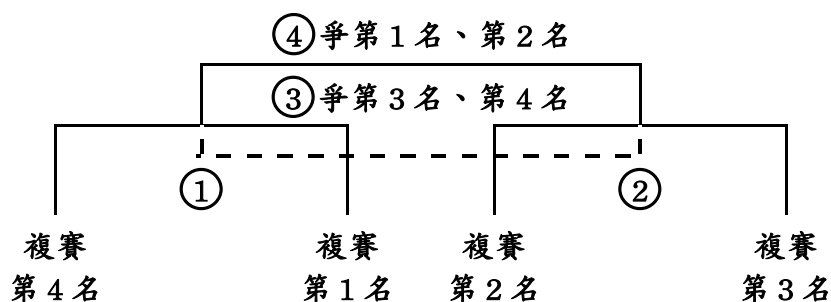 ④爭第1名、第2名
③爭第3名、第4名
①
②
複賽
第4名
複賽
第1名
複賽
第2名
複賽
第3名